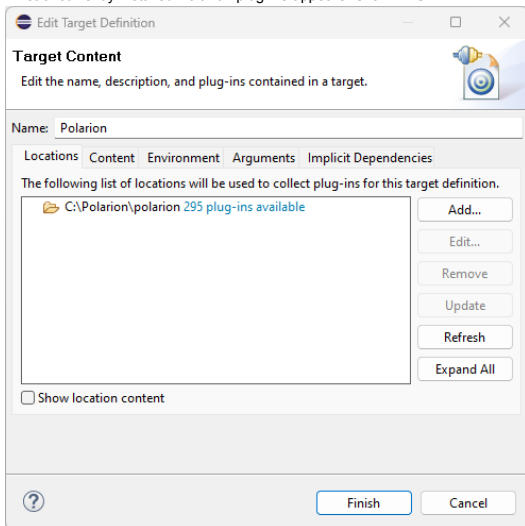 Edit Target Definition
Target Content
Edit the name, description, and plug-ins contained in a target.
Name: Polarion
Locations Content Environment Arguments Implicit Dependencies
The following list of locations will be used to collect plug-ins for this target definition.
C:\Polarion\polarion 295 plug-ins available
Add...
Edit...
Remove
Update
Refresh
Expand All
Show location content
?
Finish Cancel